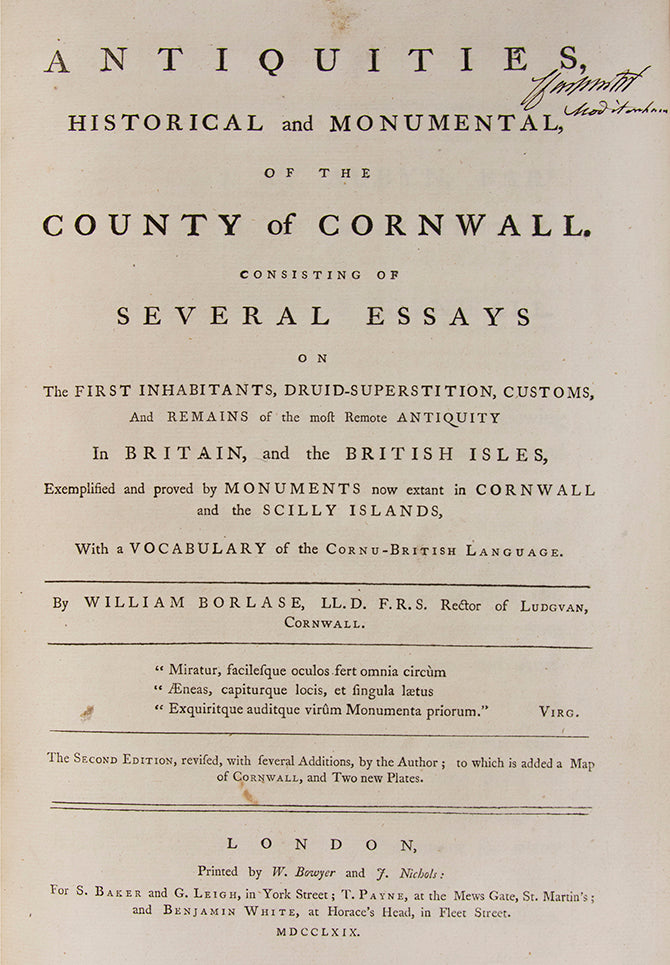 ANTIQUITIES,
HISTORICAL and MONUMENTAL,
OF THE
COUNTY of CORNWALL.
CONSISTING OF
SEVERAL ESSAYS
ON
The FIRST INHABITANTS, DRUID-SUPERSTITION, CUSTOMS,
And REMAINS of the moſt Remote ANTIQUITY
In BRITAIN, and the BRITISH ISLES,
Exemplified and proved by MONUMENTS now extant in CORNWALL
and the SCILLY ISLANDS,
With a VOCABULARY of the CORNU-BRITISH LANGUAGE.
By WILLIAM BORLASE, LL.D. F.R.S. Rector of LUDGVAN,
CORNWALL.
“ Miratur, facileſque oculos fert omnia circùm
“ Æneas, capiturque locis, et ſingula lætus
“ Exquiritque auditque virûm Monumenta priorum.” VIRG.
The SECOND EDITION, reviſed, with ſeveral Additions, by the Author; to which is added a Map
of CORNWALL, and Two new Plates.
LONDON,
Printed by W. Bowyer and J. Nichols:
For S. BAKER and G. LEIGH, in York Street; T. PAYNE, at the Mews Gate, St. Martin's;
and BENJAMIN WHITE, at Horace's Head, in Fleet Street.
MDCCLXIX.